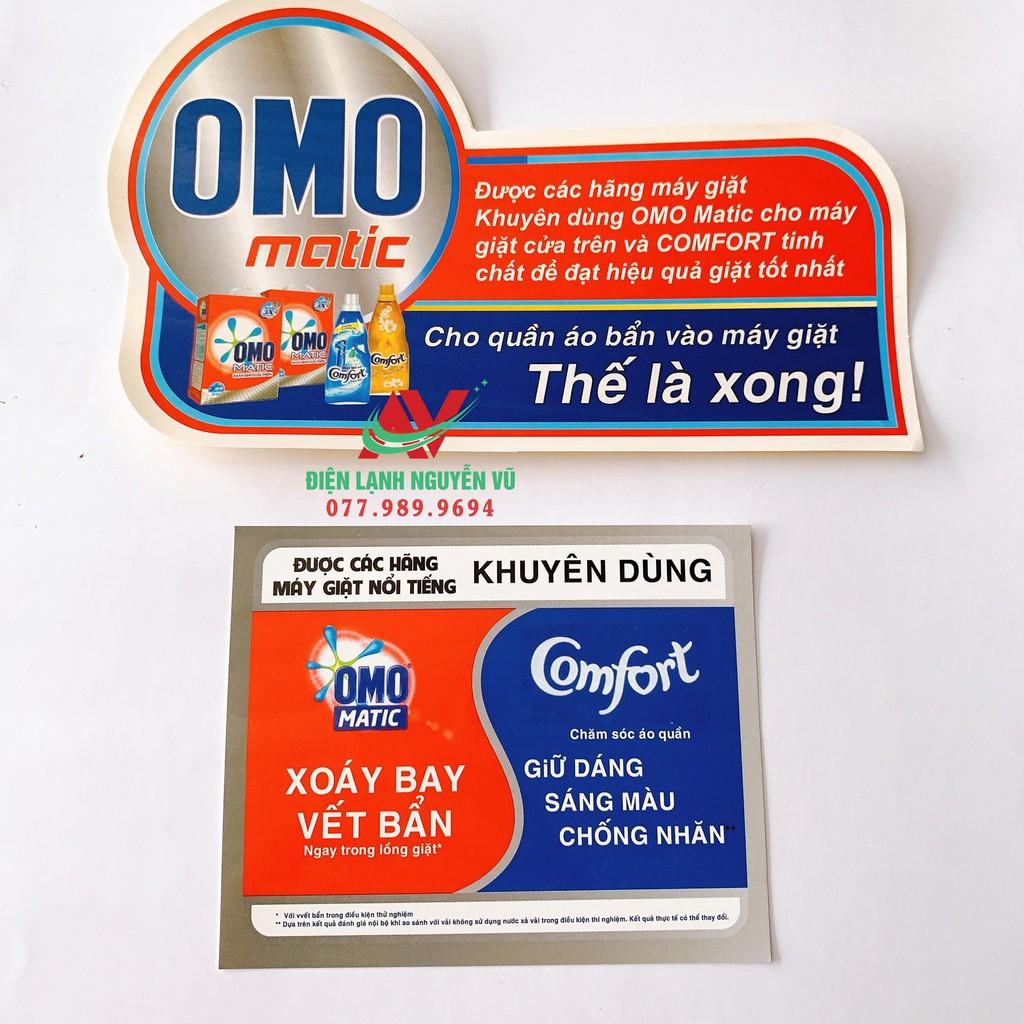 OMO
matic
Được các hãng máy giặt
Khuyên dùng OMO Matic cho máy
giặt cửa trên và COMFORT tinh
chất để đạt hiệu quả giặt tốt nhất
Cho quần áo bẩn vào máy giặt
Thế là xong!
OMO
MATIC
OMO
MATIC
Comfort
Comfort
AV
ĐIỆN LẠNH NGUYỄN VŨ
077.989.9694
ĐƯỢC CÁC HÃNG
MÁY GIẶT NỔI TIẾNG
KHUYÊN DÙNG
OMO
MATIC
XOÁY BAY
VẾT BẨN
Ngay trong lồng giặt*
Comfort
Chăm sóc áo quần
GIỮ DÁNG
SÁNG MÀU
CHỐNG NHĂN**
* Với vvết bẩn trong điều kiện thử nghiệm
** Dựa trên kết quả đánh giá nội bộ khi so sánh với vải không sử dụng nước xả vải trong điều kiện thí nghiệm. Kết quả thực tế có thể thay đổi.